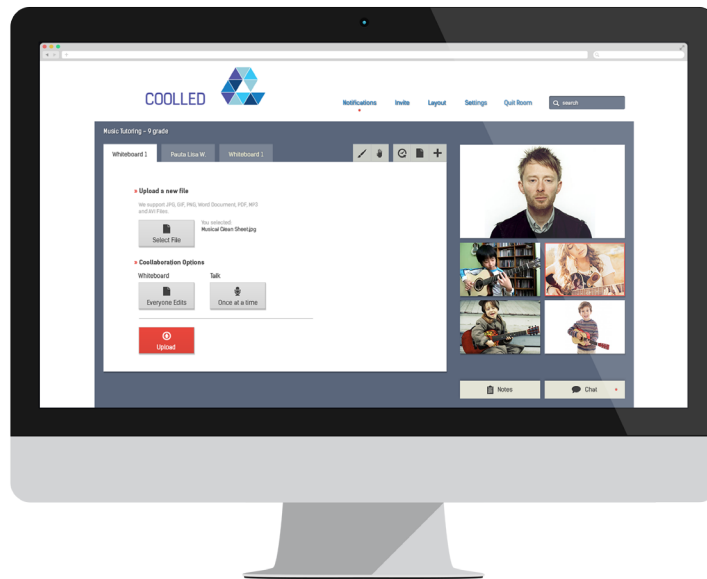 COOLLED
Notifications Invite Layout Settings Quit Room search
Music Tutoring - 9 grade
Whiteboard 1 Paula Lisa W. Whiteboard 1
» Upload a new file
We support JPG, GIF, PNG, Word Document, PDF, MP3
and AVI Files.
You selected:
Musical Glean Sheet.jpg
Select File
» Coollaboration Options
Whiteboard Talk
Everyone Edits Once at a time
Upload
Notes Chat